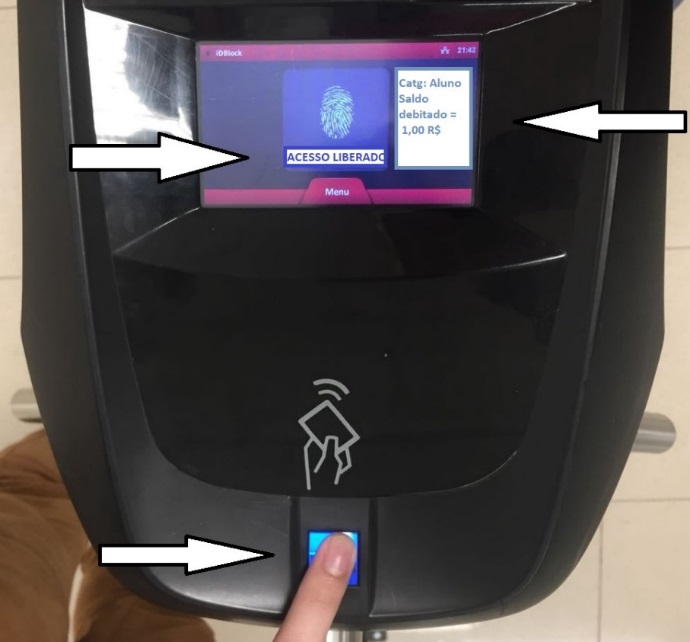 iDBlock
21:42
Catg: Aluno
Saldo
debitado =
1,00 R$
ACESSO LIBERADO
Menu